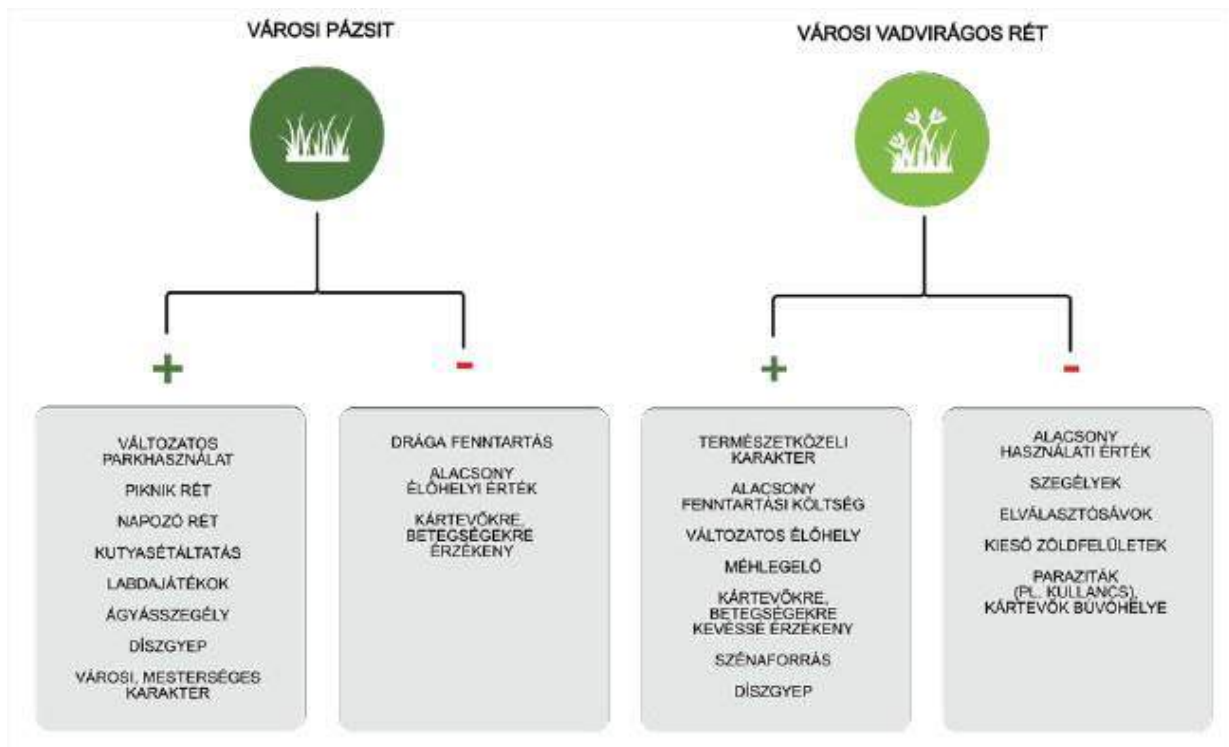 VÁROSI PÁZSIT
+
VÁLTOZATOS
PARKHASZNÁLAT
PIKNIK RÉT
NAPOZÓ RÉT
KUTYASÉTÁLTATÁS
LABDAJÁTÉKOK
ÁGYÁSSZEGÉLY
DÍSZGYEP
VÁROSI, MESTERSÉGES
KARAKTER
-
DRÁGA FENNTARTÁS
ALACSONY
ÉLŐHELYI ÉRTÉK
KÁRTEVŐKRE,
BETEGSÉGEKRE
ÉRZÉKENY
VÁROSI VADVIRÁGOS RÉT
+
TERMÉSZETKÖZELI
KARAKTER
ALACSONY
FENNTARTÁSI KÖLTSÉG
VÁLTOZATOS ÉLŐHELY
MÉHLEGELŐ
KÁRTEVŐKRE,
BETEGSÉGEKRE
KEVÉSSÉ ÉRZÉKENY
SZÉNAFORRÁS
DÍSZGYEP
-
ALACSONY
HASZNÁLATI ÉRTÉK
SZEGÉLYEK
ELVÁLASZTÓSÁVOK
KIESŐ ZÖLDFELÜLETEK
PARAZITÁK
(PL. KULLANCS),
KÁRTEVŐK BÚVÓHELYE